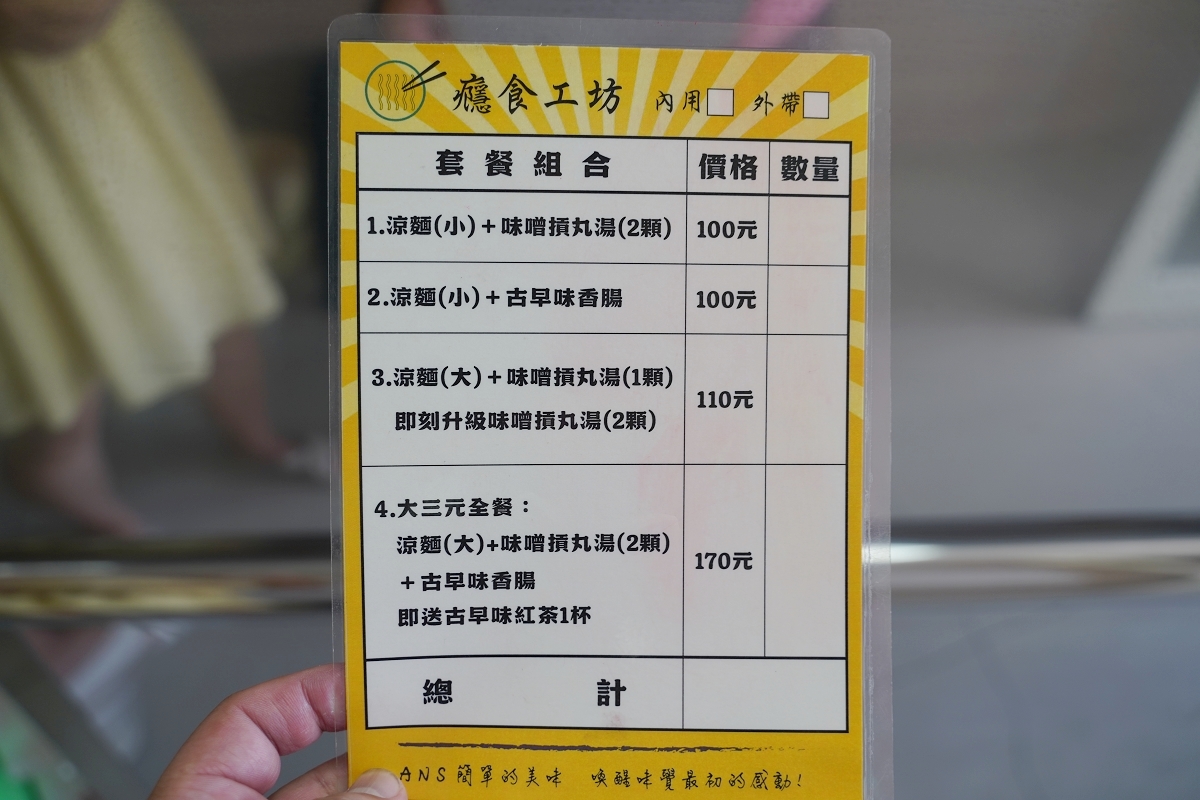 癮食工坊 內用□ 外帶□
套餐組合 價格 數量
1.涼麵(小)+味噌摃丸湯(2顆) 100元
2.涼麵(小)+古早味香腸 100元
3.涼麵(大)+味噌摃丸湯(1顆)
即刻升級味噌摃丸湯(2顆)
110元
4.大三元全餐：
涼麵(大)+味噌摃丸湯(2顆)
+古早味香腸
即送古早味紅茶1杯
170元
總計
ANS簡單的美味 喚醒味覺最初的感動!